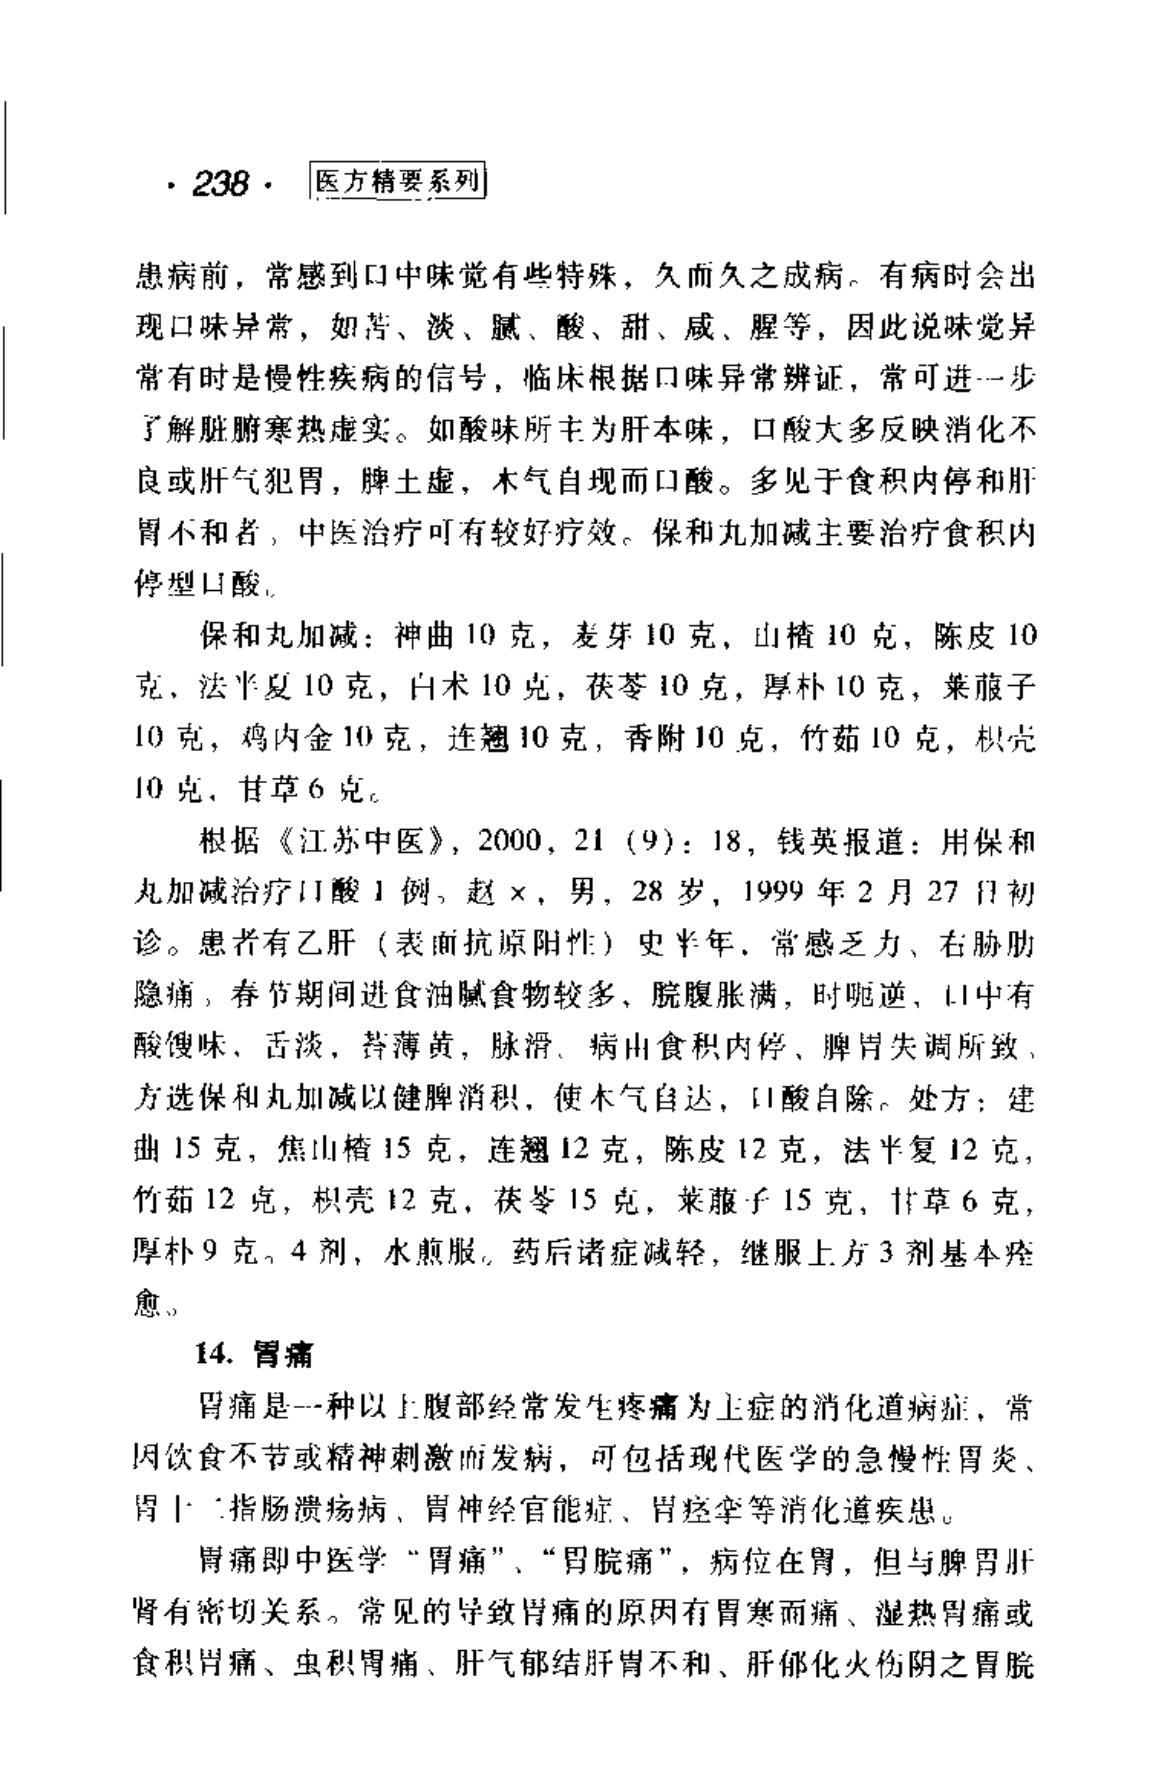 · 238 · 医方精要系列
患病前，常感到口中味觉有些特殊，久而久之成病。有病时会出
现口味异常，如苦、淡、腻、酸、甜、咸、腥等，因此说味觉异
常有时是慢性疾病的信号，临床根据口味异常辨证，常可进一步
了解脏腑寒热虚实。如酸味所主为肝本味，口酸大多反映消化不
良或肝气犯胃，脾土虚，木气自现而口酸。多见于食积内停和肝
胃不和者，中医治疗可有较好疗效。保和丸加减主要治疗食积内
停型口酸。
保和丸加减：神曲 10 克，麦芽 10 克，山楂 10 克，陈皮 10
克，法半夏 10 克，白术 10 克，茯苓 10 克，厚朴 10 克，莱菔子
10 克，鸡内金 10 克，连翘 10 克，香附 10 克，竹茹 10 克，枳壳
10 克，甘草 6 克。
根据《江苏中医》，2000，21（9）：18，钱英报道：用保和
丸加减治疗口酸 1 例。赵×，男，28 岁，1999 年 2 月 27 日初
诊。患者有乙肝（表面抗原阳性）史半年，常感乏力、右胁肋
隐痛，春节期间进食油腻食物较多，脘腹胀满，时呃逆，口中有
酸馊味，舌淡，苔薄黄，脉滑。病由食积内停、脾胃失调所致，
方选保和丸加减以健脾消积，使木气自达，口酸自除。处方：建
曲 15 克，焦山楂 15 克，连翘 12 克，陈皮 12 克，法半复 12 克，
竹茹 12 克，枳壳 12 克，茯苓 15 克，莱菔子 15 克，甘草 6 克，
厚朴 9 克。4 剂，水煎服。药后诸症减轻，继服上方 3 剂基本痊
愈。
14. 胃痛
胃痛是一种以上腹部经常发生疼痛为主症的消化道病症，常
因饮食不节或精神刺激而发病，可包括现代医学的急慢性胃炎、
胃十二指肠溃疡病、胃神经官能症、胃痉挛等消化道疾患。
胃痛即中医学“胃痛”、“胃脘痛”，病位在胃，但与脾胃肝
肾有密切关系。常见的导致胃痛的原因有胃寒而痛、湿热胃痛或
食积胃痛、虫积胃痛、肝气郁结肝胃不和、肝郁化火伤阴之胃脘